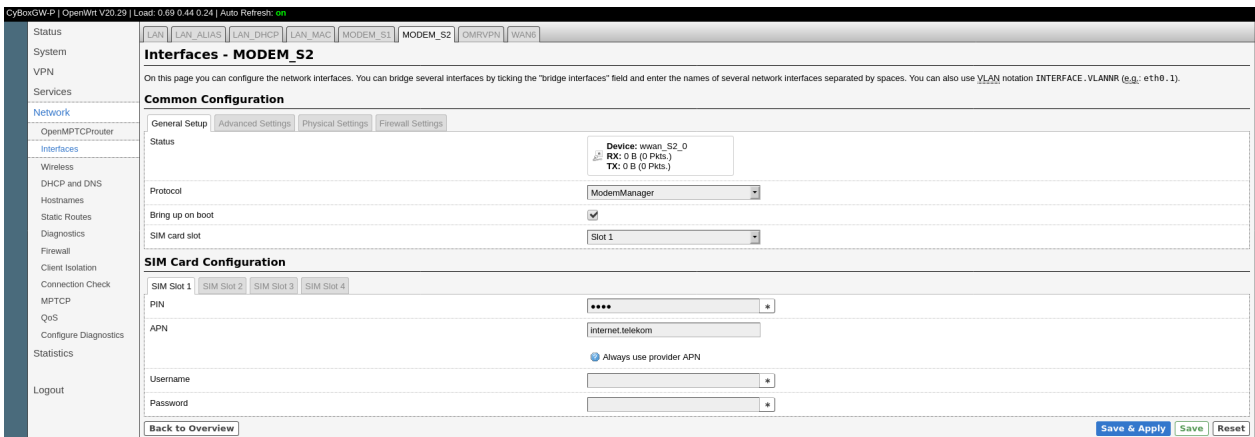 CyBoxGW-P | OpenWrt V20.29 | Load: 0.69 0.44 0.24 | Auto Refresh: on
Status
System
VPN
Services
Network
OpenMPTCProuter
Interfaces
Wireless
DHCP and DNS
Hostnames
Static Routes
Diagnostics
Firewall
Client Isolation
Connection Check
MPTCP
QoS
Configure Diagnostics
Statistics
Logout
LAN LAN_ALIAS LAN_DHCP LAN_MAC MODEM_S1 MODEM_S2 OMRVPN WAN6
Interfaces - MODEM_S2
On this page you can configure the network interfaces. You can bridge several interfaces by ticking the "bridge interfaces" field and enter the names of several network interfaces separated by spaces. You can also use VLAN notation INTERFACE.VLANNR (e.g.: eth0.1).
Common Configuration
General Setup Advanced Settings Physical Settings Firewall Settings
Status
Device: wwan_S2_0
RX: 0 B (0 Pkts.)
TX: 0 B (0 Pkts.)
Protocol ModemManager
Bring up on boot
SIM card slot Slot 1
SIM Card Configuration
SIM Slot 1 SIM Slot 2 SIM Slot 3 SIM Slot 4
PIN •••• *
APN internet.telekom
Always use provider APN
Username *
Password *
Back to Overview Save & Apply Save Reset